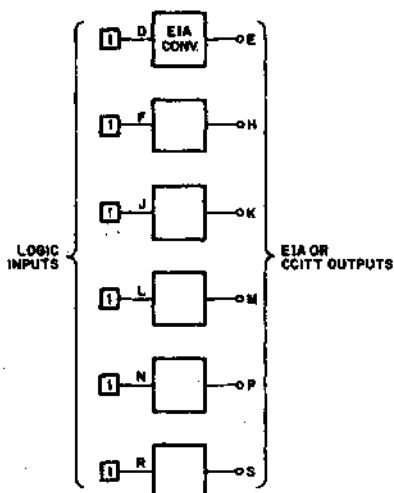 1 D EIA CONV. E
1 F H
1 J K
LOGIC INPUTS
EIA OR CCITT OUTPUTS
1 L M
1 N P
1 R S